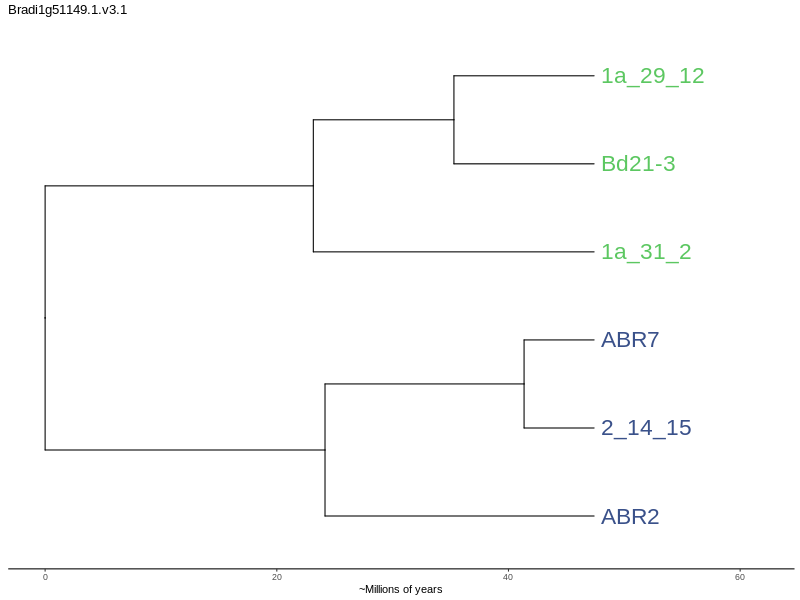 Bradi1g51149.1.v3.1
1a_29_12
Bd21-3
1a_31_2
ABR7
2_14_15
ABR2
0 20 40 60
~Millions of years